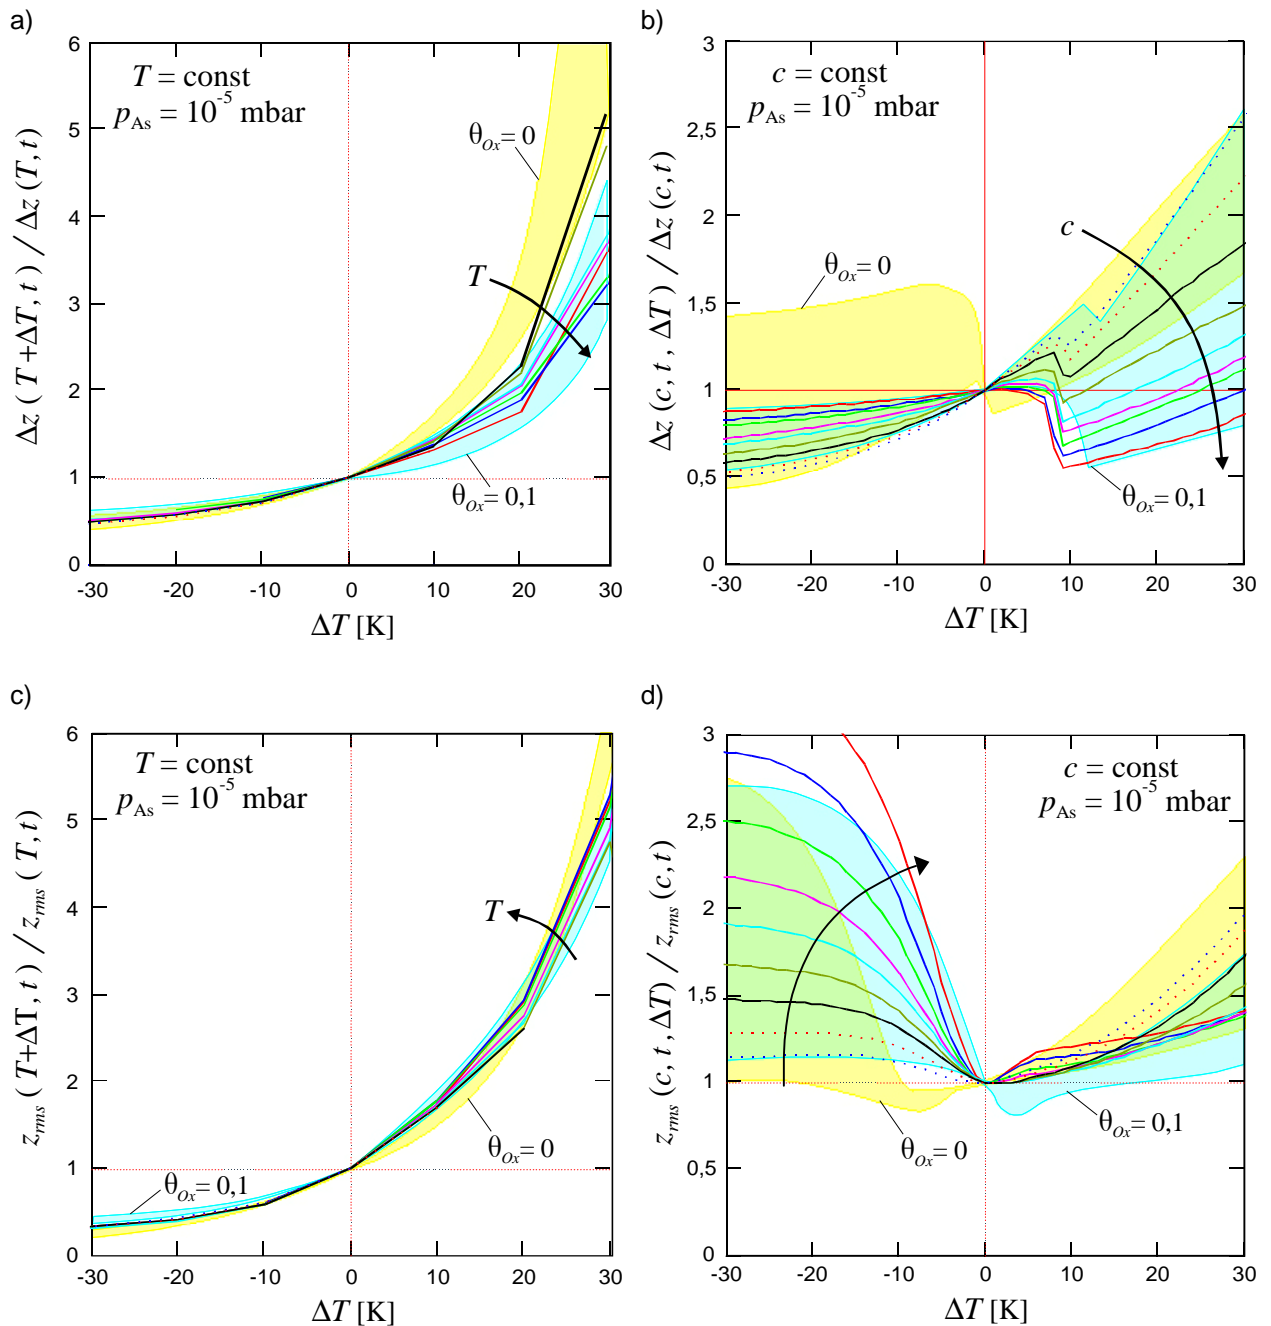 a)
Δz (T+ΔT, t) / Δz (T, t)
6
5
4
3
2
1
0
T = const
p_As = 10^-5 mbar
θ_Ox = 0
T
θ_Ox = 0,1
-30 -20 -10 0 10 20 30
ΔT [K]
b)
Δz (c, t, ΔT) / Δz (c, t)
3
2,5
2
1,5
1
0,5
0
c = const
p_As = 10^-5 mbar
c
θ_Ox = 0
θ_Ox = 0,1
-30 -20 -10 0 10 20 30
ΔT [K]
c)
z_rms (T+ΔT, t) / z_rms (T, t)
6
5
4
3
2
1
0
T = const
p_As = 10^-5 mbar
T
θ_Ox = 0
θ_Ox = 0,1
-30 -20 -10 0 10 20 30
ΔT [K]
d)
z_rms (c, t, ΔT) / z_rms (c, t)
3
2,5
2
1,5
1
0,5
0
c = const
p_As = 10^-5 mbar
θ_Ox = 0
θ_Ox = 0,1
-30 -20 -10 0 10 20 30
ΔT [K]